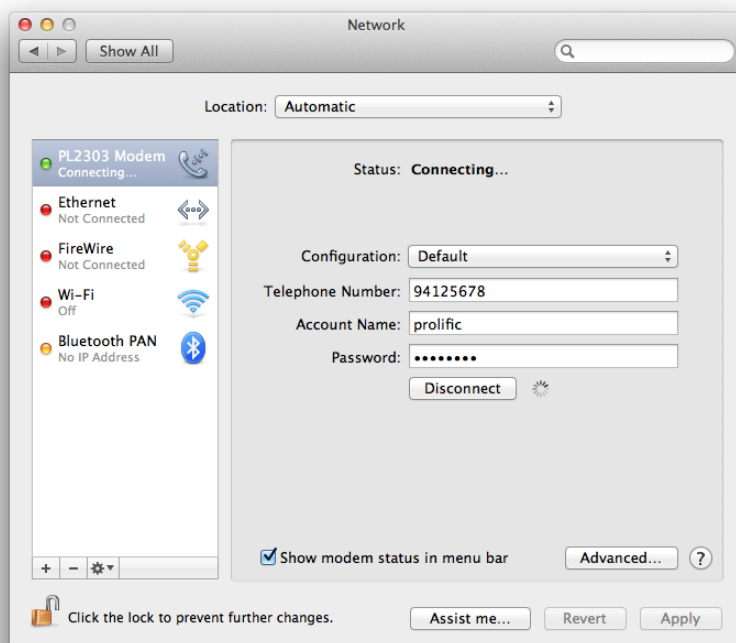 Network
Show All
Location: Automatic
PL2303 Modem
Connecting...
Ethernet
Not Connected
FireWire
Not Connected
Wi-Fi
Off
Bluetooth PAN
No IP Address
Status: Connecting...
Configuration: Default
Telephone Number: 94125678
Account Name: prolific
Password: ••••••••
Disconnect
Show modem status in menu bar
Advanced... ?
Click the lock to prevent further changes.
Assist me... Revert Apply